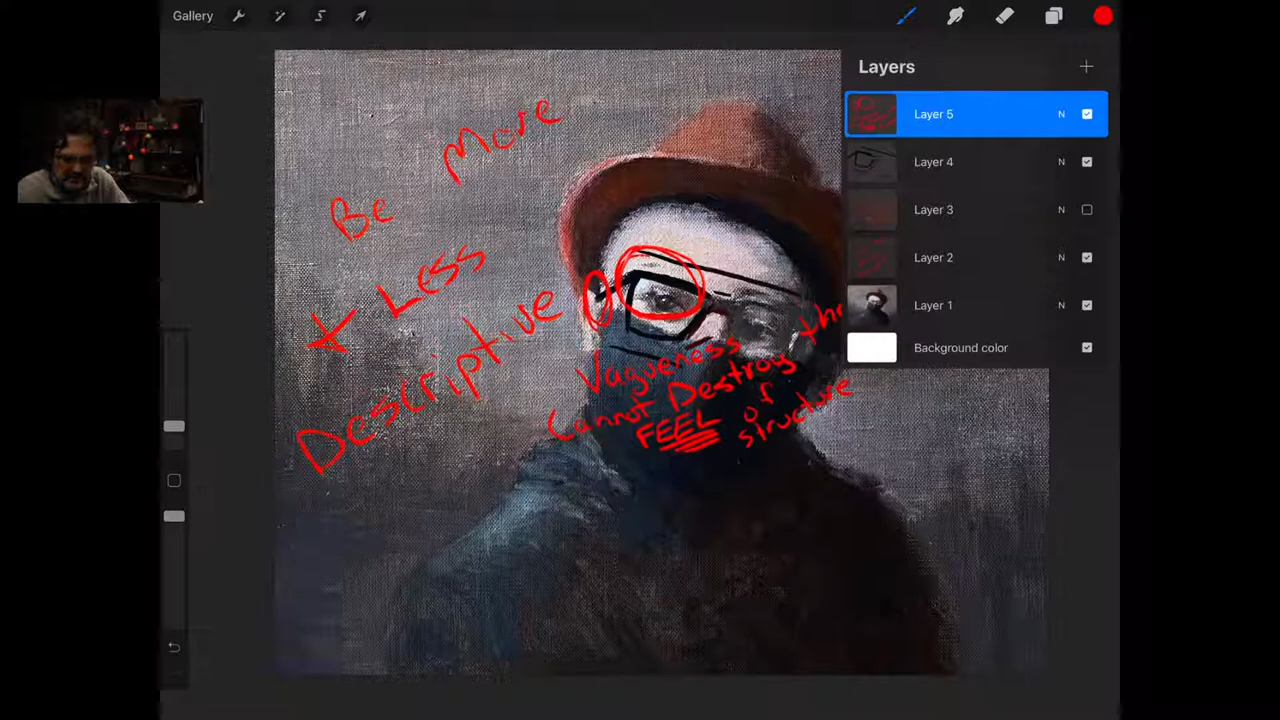 Gallery
Layers
Layer 5 N
Layer 4 N
Layer 3 N
Layer 2 N
Layer 1 N
Background color
Be More
+ Less
Descriptive
Vagueness
Cannot Destroy the
FEEL of
structure